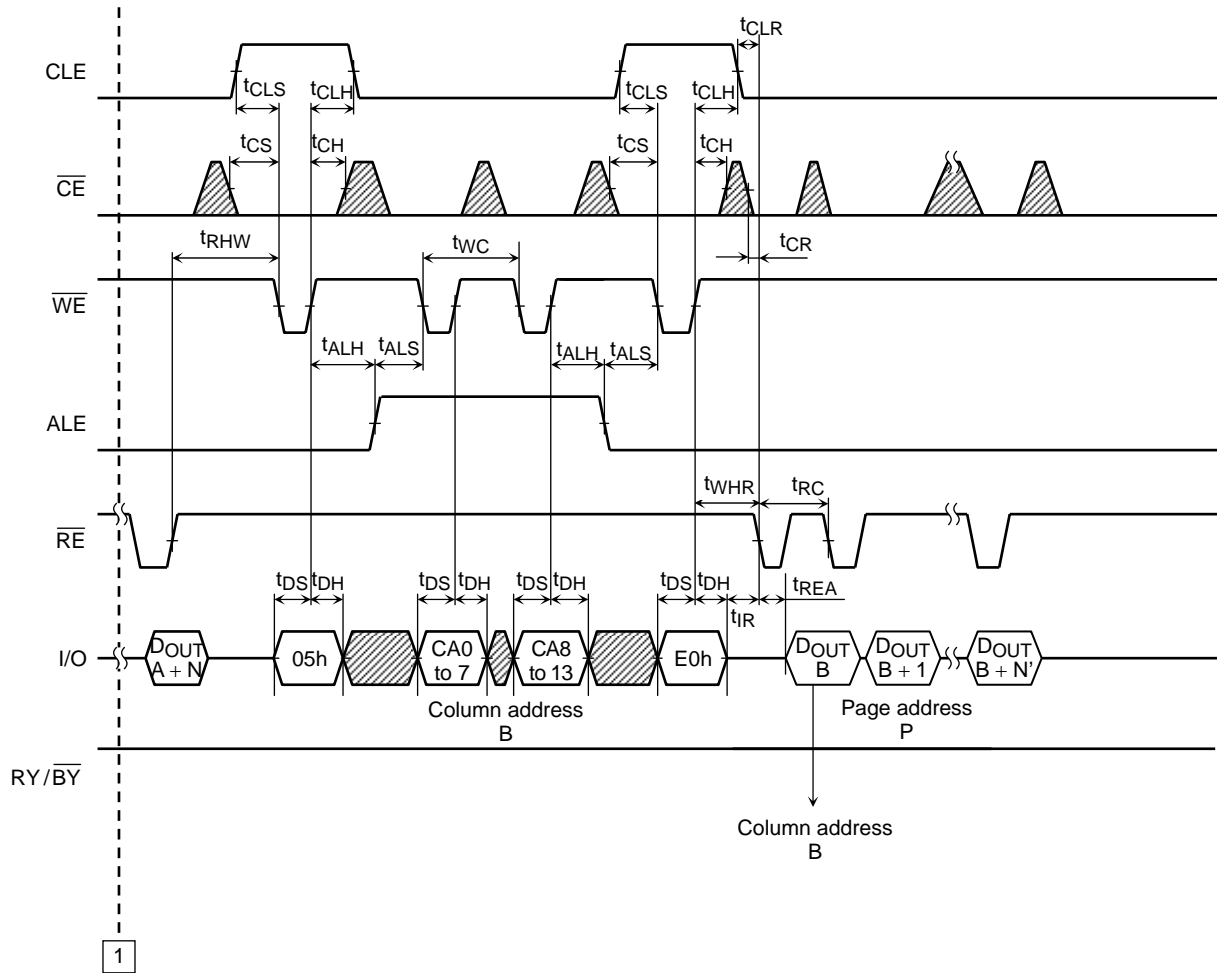 tCLR
CLE
tCLS tCLH tCLS tCLH
tCS tCH tCS tCH
CE
tCR
tRHW tWC
WE
tALH tALS tALH tALS
ALE
tWHR tRC
RE
tDS tDH tDS tDH tDS tDH tDS tDH tREA
tIR
I/O
DOUT A + N
05h
CA0 to 7
CA8 to 13
E0h
DOUT B
DOUT B + 1
DOUT B + N'
Column address
B
Page address
P
RY/BY
Column address
B
1